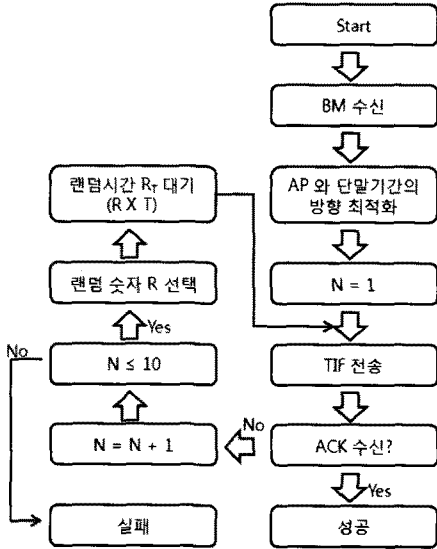 Start
BM 수신
AP 와 단말기간의
방향 최적화
N = 1
TIF 전송
ACK 수신?
Yes
성공
No
N = N + 1
N ≤ 10
Yes
랜덤 숫자 R 선택
랜덤시간 R_T 대기
(R X T)
No
실패